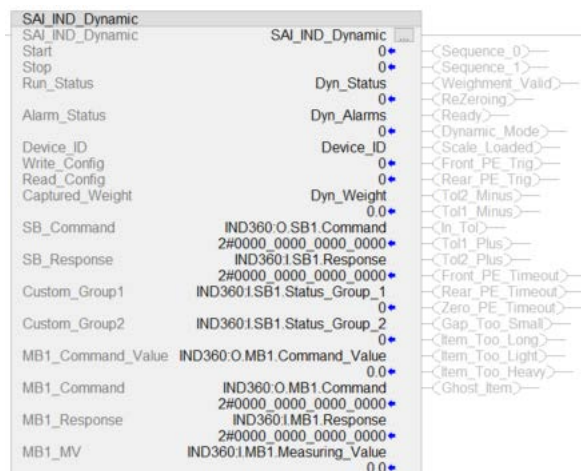 SAI_IND_Dynamic
SAI_IND_Dynamic SAI_IND_Dynamic ...
Start 0 Sequence_0
Stop 0 Sequence_1
Run_Status Dyn_Status Weighment_Valid
0 ReZeroing
Alarm_Status Dyn_Alarms Ready
0 Dynamic_Mode
Device_ID Device_ID Scale_Loaded
Write_Config 0 Front_PE_Trig
Read_Config 0 Rear_PE_Trig
Captured_Weight Dyn_Weight Tol2_Minus
0.0 Tol1_Minus
SB_Command IND360:O.SB1.Command In_Tol
2#0000_0000_0000_0000 Tol1_Plus
SB_Response IND360:I.SB1.Response Tol2_Plus
2#0000_0000_0000_0000 Front_PE_Timeout
Custom_Group1 IND360:I.SB1.Status_Group_1 Rear_PE_Timeout
0 Zero_PE_Timeout
Custom_Group2 IND360:I.SB1.Status_Group_2 Gap_Too_Small
0 Item_Too_Long
MB1_Command_Value IND360:O.MB1.Command_Value Item_Too_Light
0.0 Item_Too_Heavy
MB1_Command IND360:O.MB1.Command Ghost_Item
2#0000_0000_0000_0000
MB1_Response IND360:I.MB1.Response
2#0000_0000_0000_0000
MB1_MV IND360:I.MB1.Measuring_Value
0.0